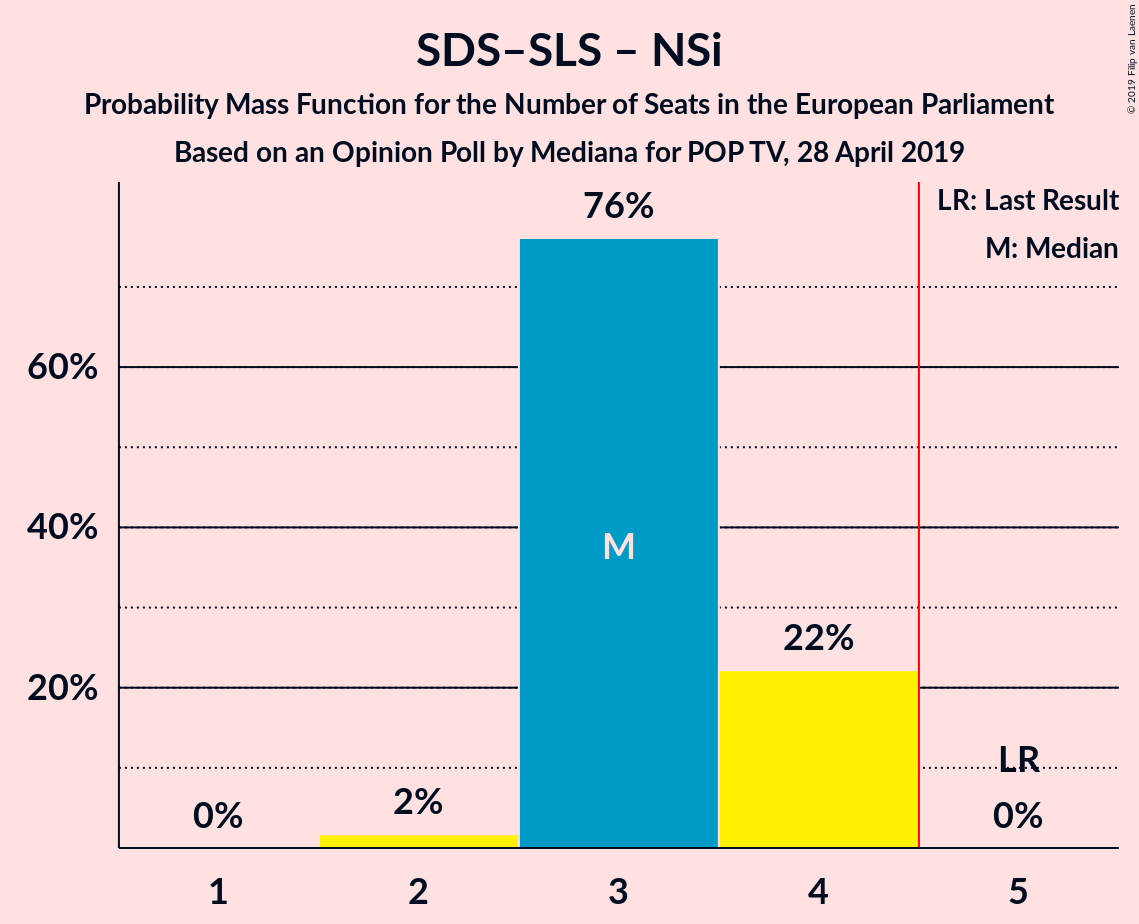 SDS–SLS – NSi
Probability Mass Function for the Number of Seats in the European Parliament
Based on an Opinion Poll by Mediana for POP TV, 28 April 2019
© 2019 Filip van Laenen
LR: Last Result
M: Median
76%
60%
40%
20%
M
22%
LR
0%
2%
0%
1
2
3
4
5